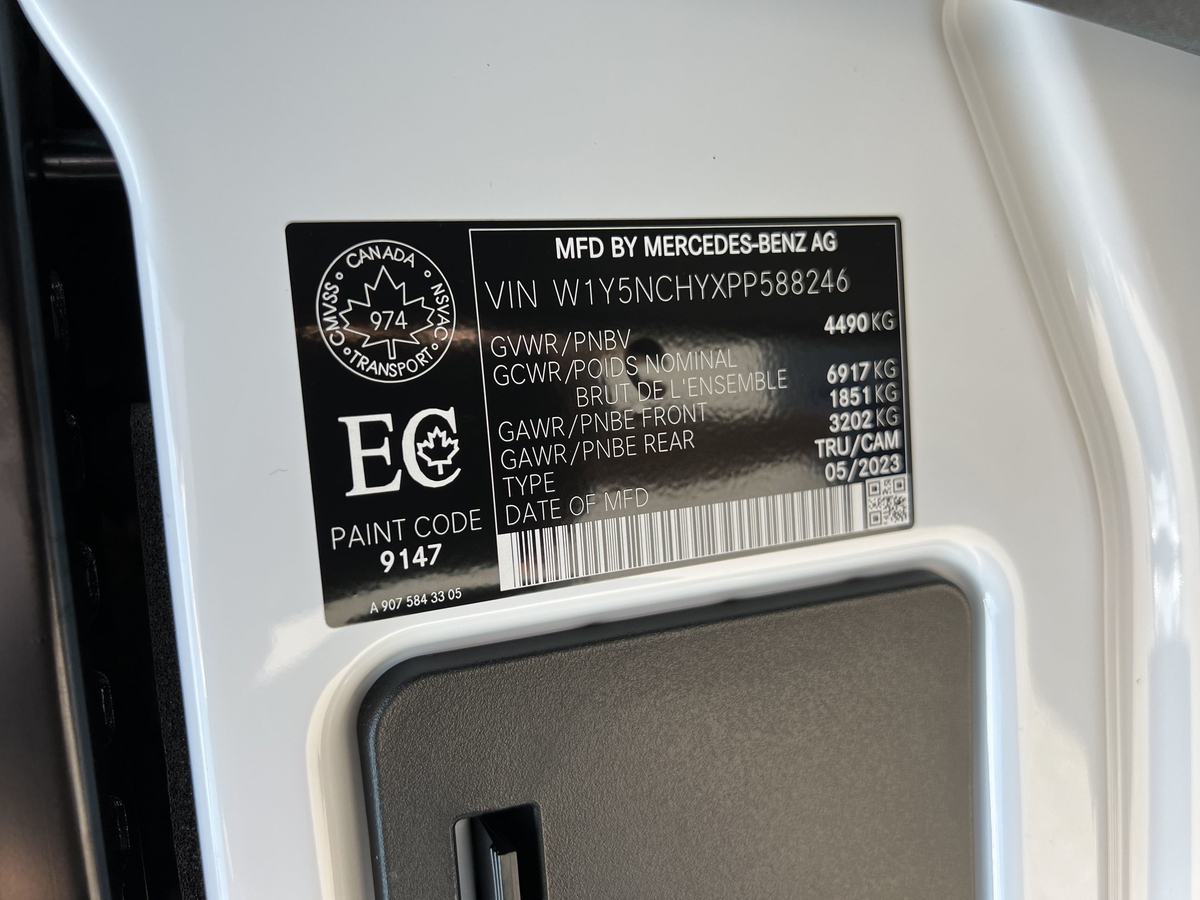 CANADA
CMVSS
NSVAC
974
TRANSPORT
EC
PAINT CODE
9147
A 907 584 33 05
MFD BY MERCEDES-BENZ AG
VIN W1Y5NCHYXPP588246
GVWR/PNBV 4490 KG
GCWR/POIDS NOMINAL
BRUT DE L'ENSEMBLE 6917 KG
GAWR/PNBE FRONT 1851 KG
GAWR/PNBE REAR 3202 KG
TYPE TRU/CAM
DATE OF MFD 05/2023